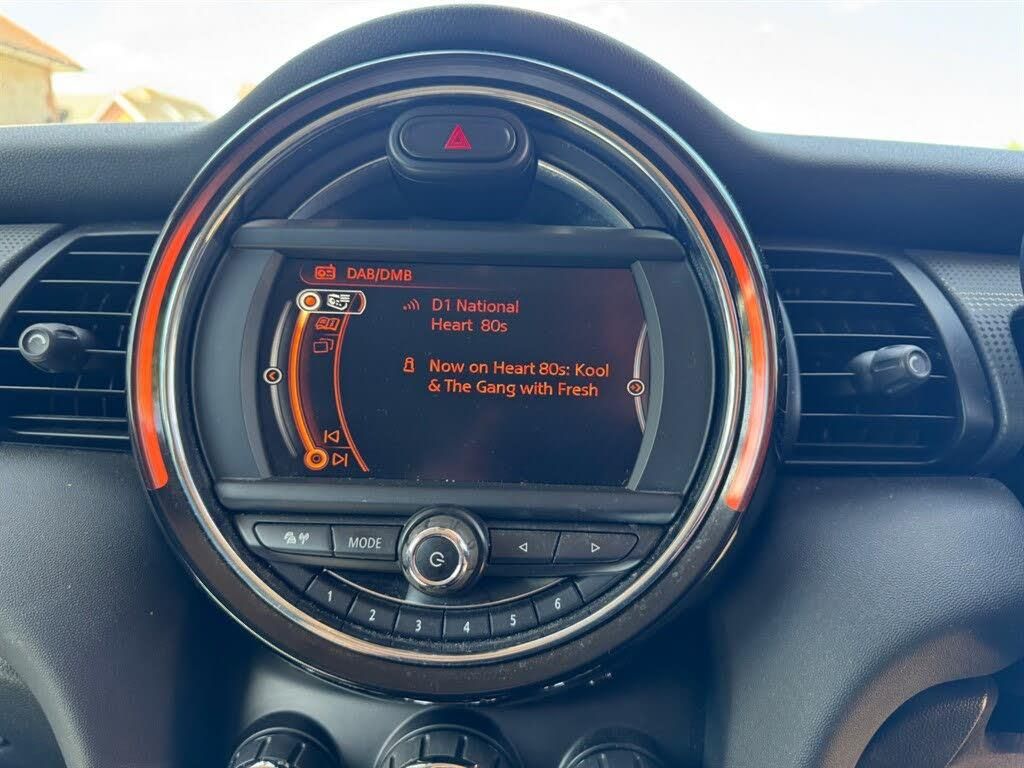 DAB/DMB
D1 National
Heart 80s
Now on Heart 80s: Kool
& The Gang with Fresh
MODE
1
2
3
4
5
6